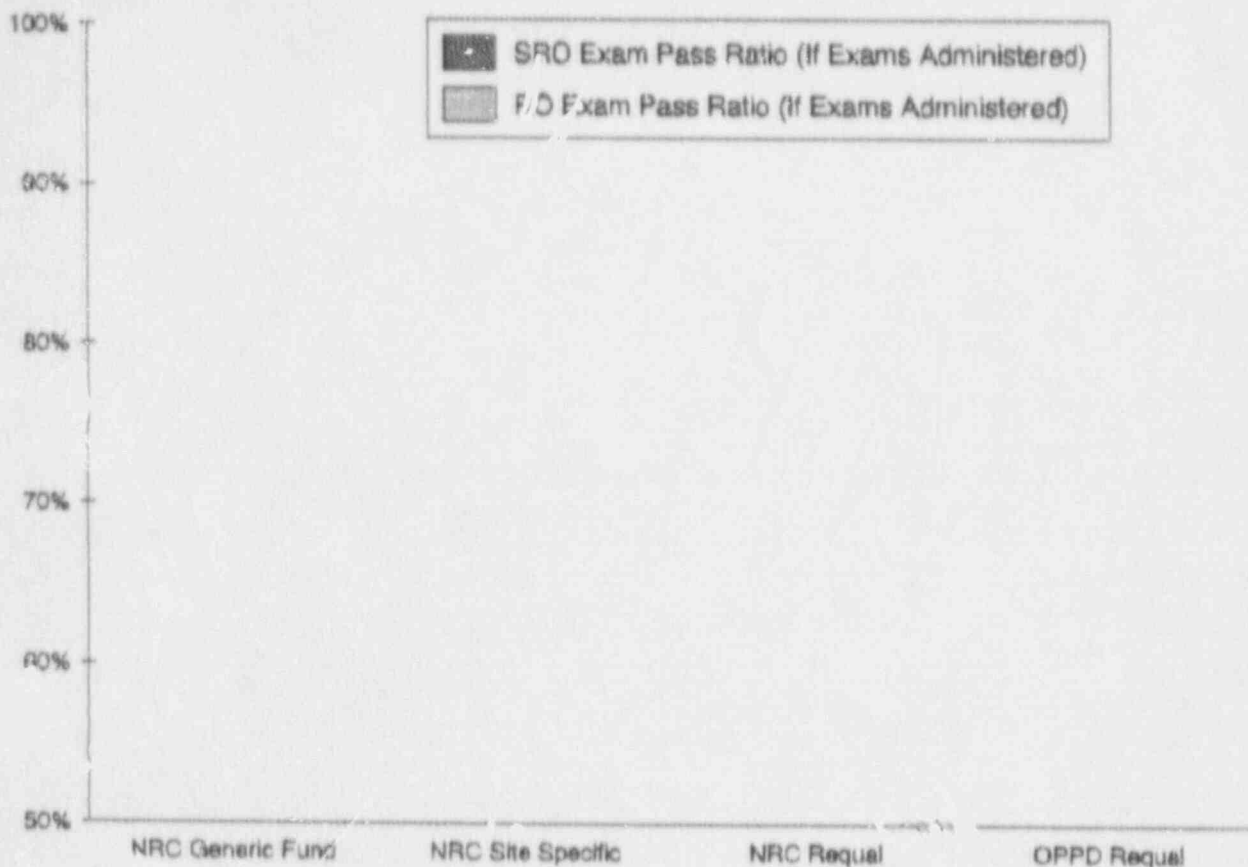 100%
SRO Exam Pass Ratio (If Exams Administered)
Exam Pass Ratio (If Exams Administered)
90%
80%
70%
60%
50%
NRC Generic Fund NRC Site Specific NRC Requal OPPD Requal